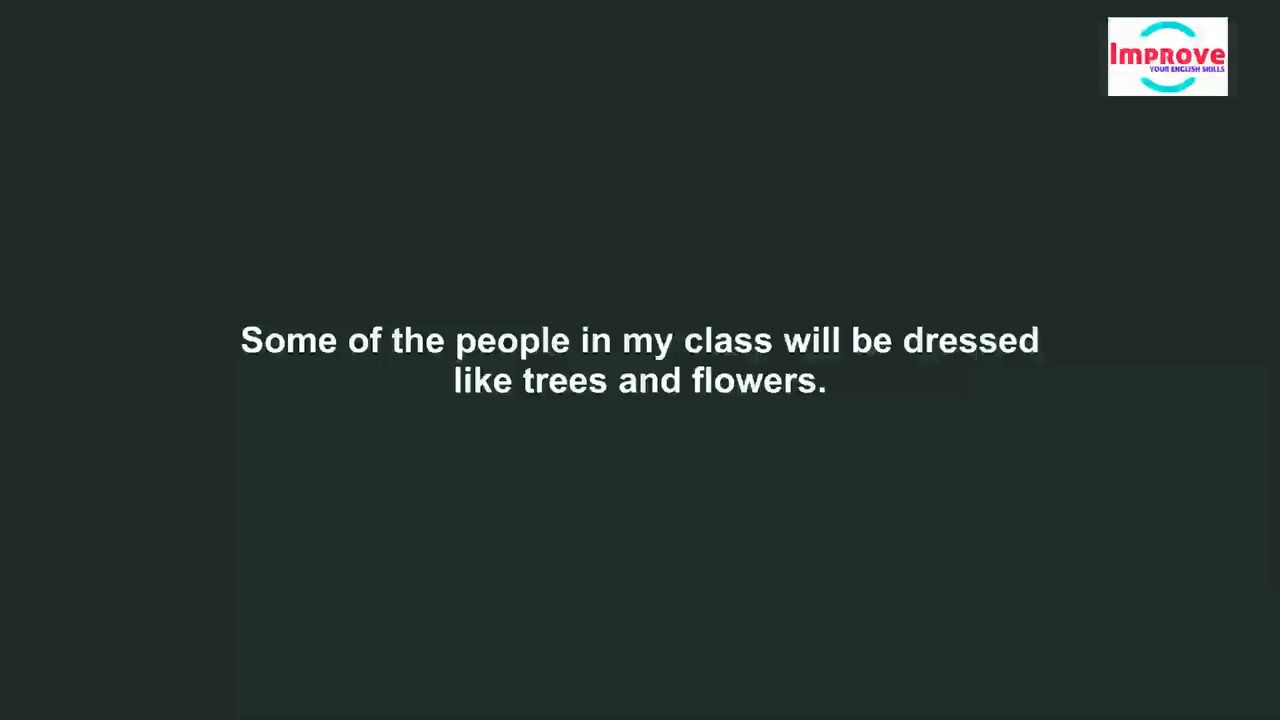 Improve
YOUR ENGLISH SKILLS
Some of the people in my class will be dressed
like trees and flowers.